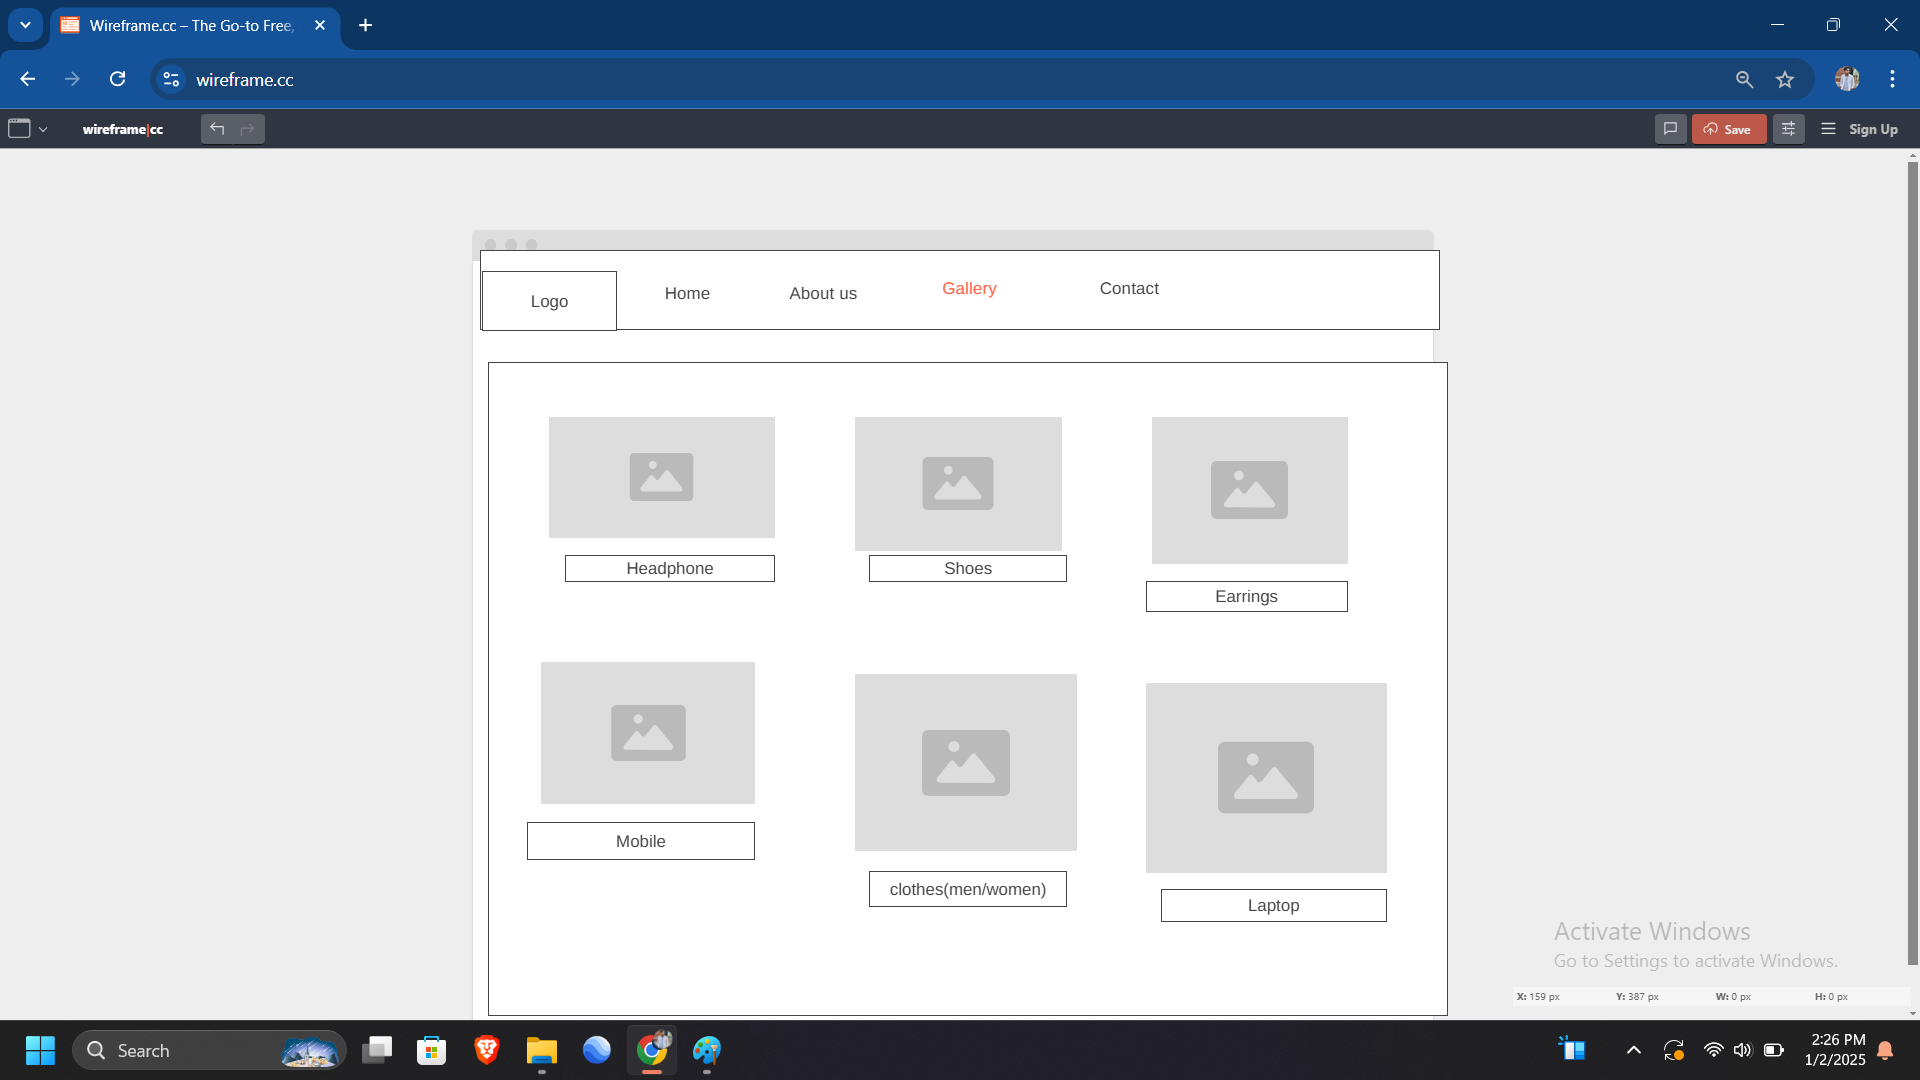 Wireframe.cc – The Go-to Free,
wireframe.cc
wireframe|cc
Save
Sign Up
Logo
Home
About us
Gallery
Contact
Headphone
Shoes
Earrings
Mobile
clothes(men/women)
Laptop
Activate Windows
Go to Settings to activate Windows.
X: 159 px
Y: 387 px
W: 0 px
H: 0 px
Search
2:26 PM
1/2/2025